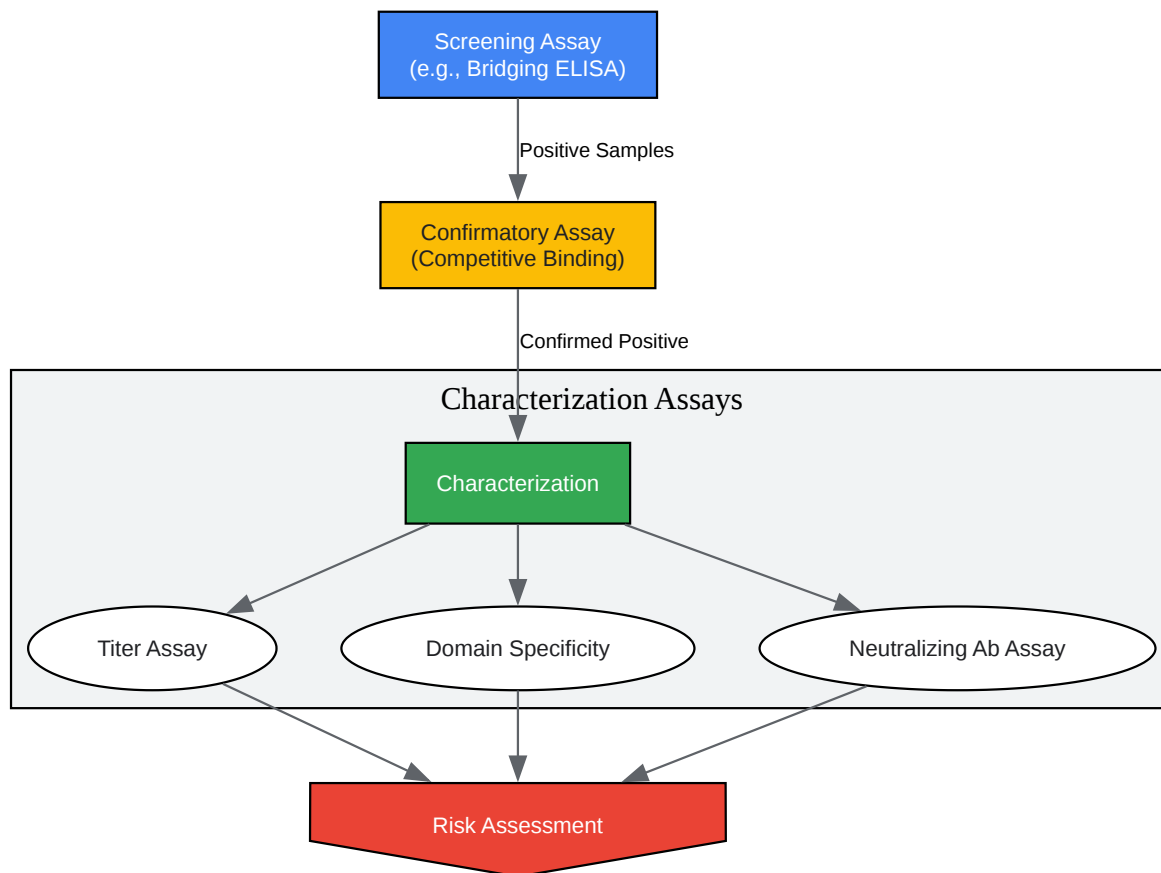 Screening Assay
(e.g., Bridging ELISA)
Positive Samples
Confirmatory Assay
(Competitive Binding)
Confirmed Positive
Characterization Assays
Characterization
Titer Assay
Domain Specificity
Neutralizing Ab Assay
Risk Assessment